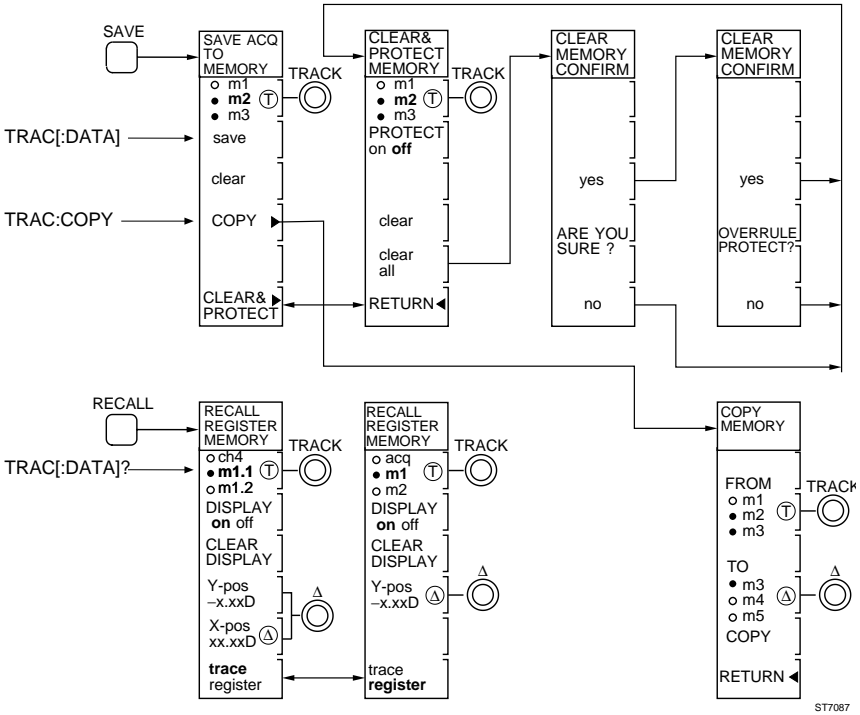 SAVE
SAVE ACQ
TO
MEMORY
TRACK
m1
m2
m3
T
TRAC[:DATA]
save
clear
TRAC:COPY
COPY
CLEAR&
PROTECT
CLEAR&
PROTECT
MEMORY
TRACK
m1
m2
m3
T
PROTECT
on off
clear
clear
all
RETURN
CLEAR
MEMORY
CONFIRM
yes
ARE YOU
SURE ?
no
CLEAR
MEMORY
CONFIRM
yes
OVERRULE
PROTECT?
no
RECALL
RECALL
REGISTER
MEMORY
TRACK
TRAC[:DATA]?
ch4
m1.1
m1.2
T
DISPLAY
on off
CLEAR
DISPLAY
Y-pos
–x.xxD
X-pos
xx.xxD
Δ
Δ
trace
register
RECALL
REGISTER
MEMORY
TRACK
acq
m1
m2
T
DISPLAY
on off
CLEAR
DISPLAY
Y-pos
–x.xxD
Δ
Δ
trace
register
COPY
MEMORY
FROM
m1
m2
m3
T
TRACK
TO
m3
m4
m5
Δ
Δ
COPY
RETURN
ST7087